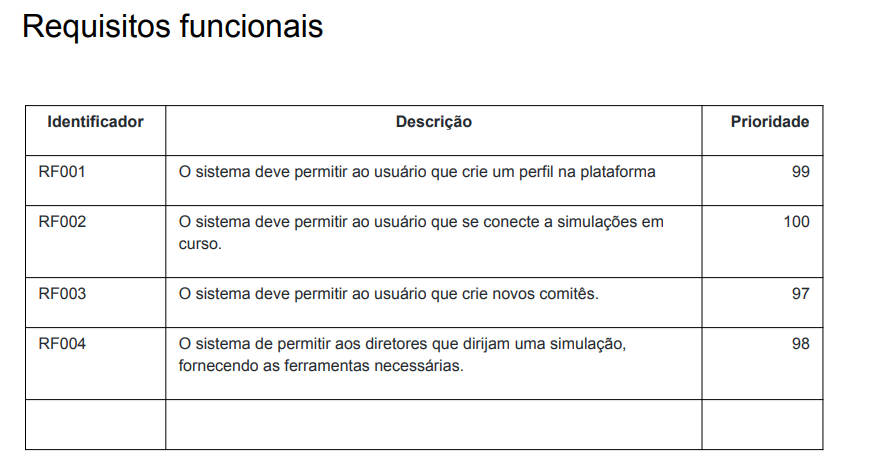 Requisitos funcionais
Identificador Descrição Prioridade
RF001 O sistema deve permitir ao usuário que crie um perfil na plataforma 99
RF002 O sistema deve permitir ao usuário que se conecte a simulações em 100
curso.
RF003 O sistema deve permitir ao usuário que crie novos comitês. 97
RF004 O sistema de permitir aos diretores que dirijam uma simulação, 98
fornecendo as ferramentas necessárias.